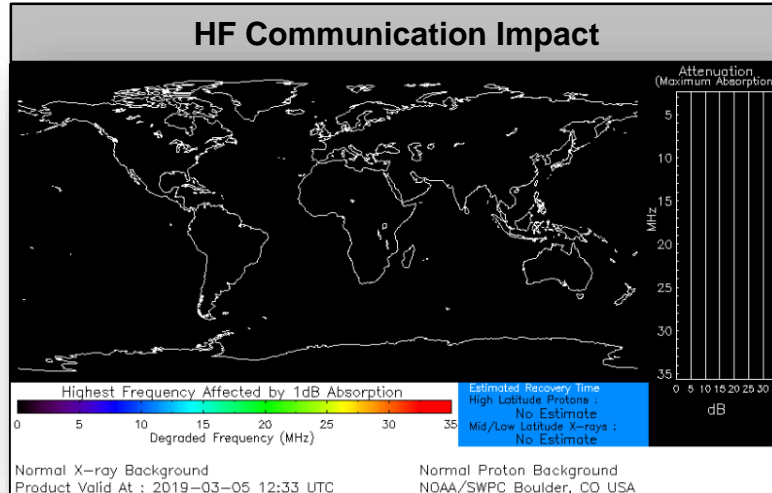 HF Communication Impact
Attenuation
(Maximum Absorption)
5
10
15
MHz
20
25
30
35
0 5 10 15 20 25 30
dB
Highest Frequency Affected by 1dB Absorption
0 5 10 15 20 25 30 35
Degraded Frequency (MHz)
Estimated Recovery Time
High Latitude Protons :
No Estimate
Mid/Low Latitude X-rays :
No Estimate
Normal X-ray Background
Product Valid At : 2019-03-05 12:33 UTC
Normal Proton Background
NOAA/SWPC Boulder, CO USA